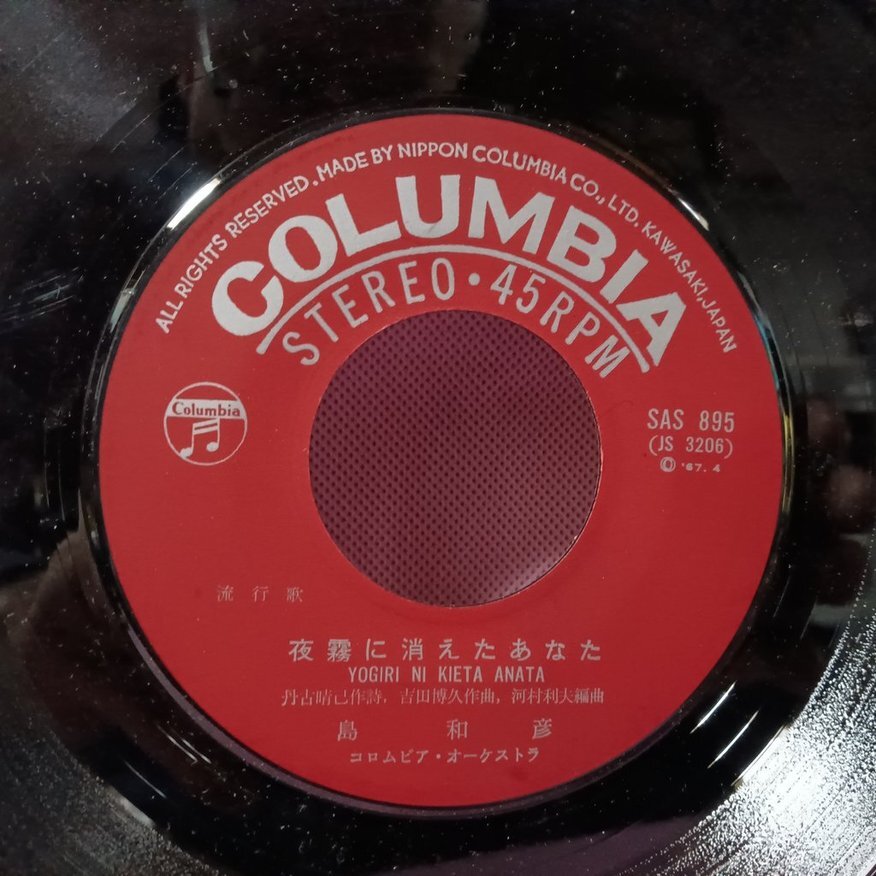 ALL RIGHTS RESERVED. MADE BY NIPPON COLUMBIA CO., LTD. KAWASAKI, JAPAN
COLUMBIA
STEREO・45RPM
Columbia
SAS 895
(JS 3206)
Ⓟ '67. 4
流行歌
夜霧に消えたあなた
YOGIRI NI KIETA ANATA
丹古晴己作詩, 吉田博久作曲, 河村利夫編曲
島和彦
コロムビア・オーケストラ